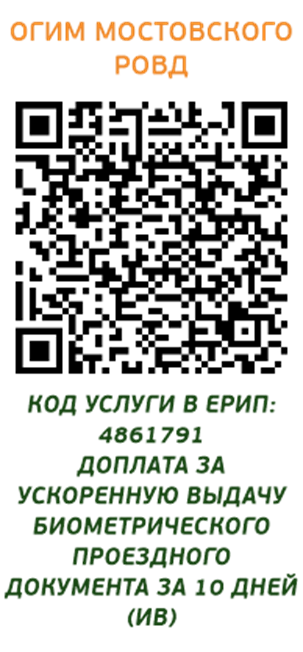 ОГИМ МОСТОВСКОГО
РОВД
КОД УСЛУГИ В ЕРИП:
4861791
ДОПЛАТА ЗА
УСКОРЕННУЮ ВЫДАЧУ
БИОМЕТРИЧЕСКОГО
ПРОЕЗДНОГО
ДОКУМЕНТА ЗА 10 ДНЕЙ
(ИВ)